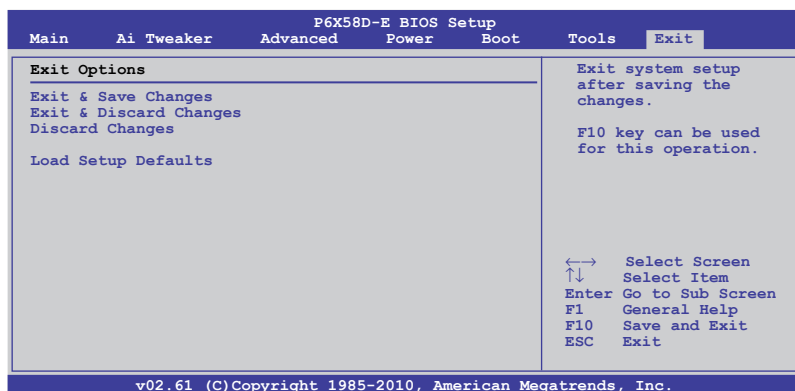 P6X58D-E BIOS Setup
Main Ai Tweaker Advanced Power Boot Tools Exit
Exit Options
Exit & Save Changes
Exit & Discard Changes
Discard Changes
Load Setup Defaults
Exit system setup
after saving the
changes.
F10 key can be used
for this operation.
←→ Select Screen
↑↓ Select Item
Enter Go to Sub Screen
F1 General Help
F10 Save and Exit
ESC Exit
v02.61 (C)Copyright 1985-2010, American Megatrends, Inc.